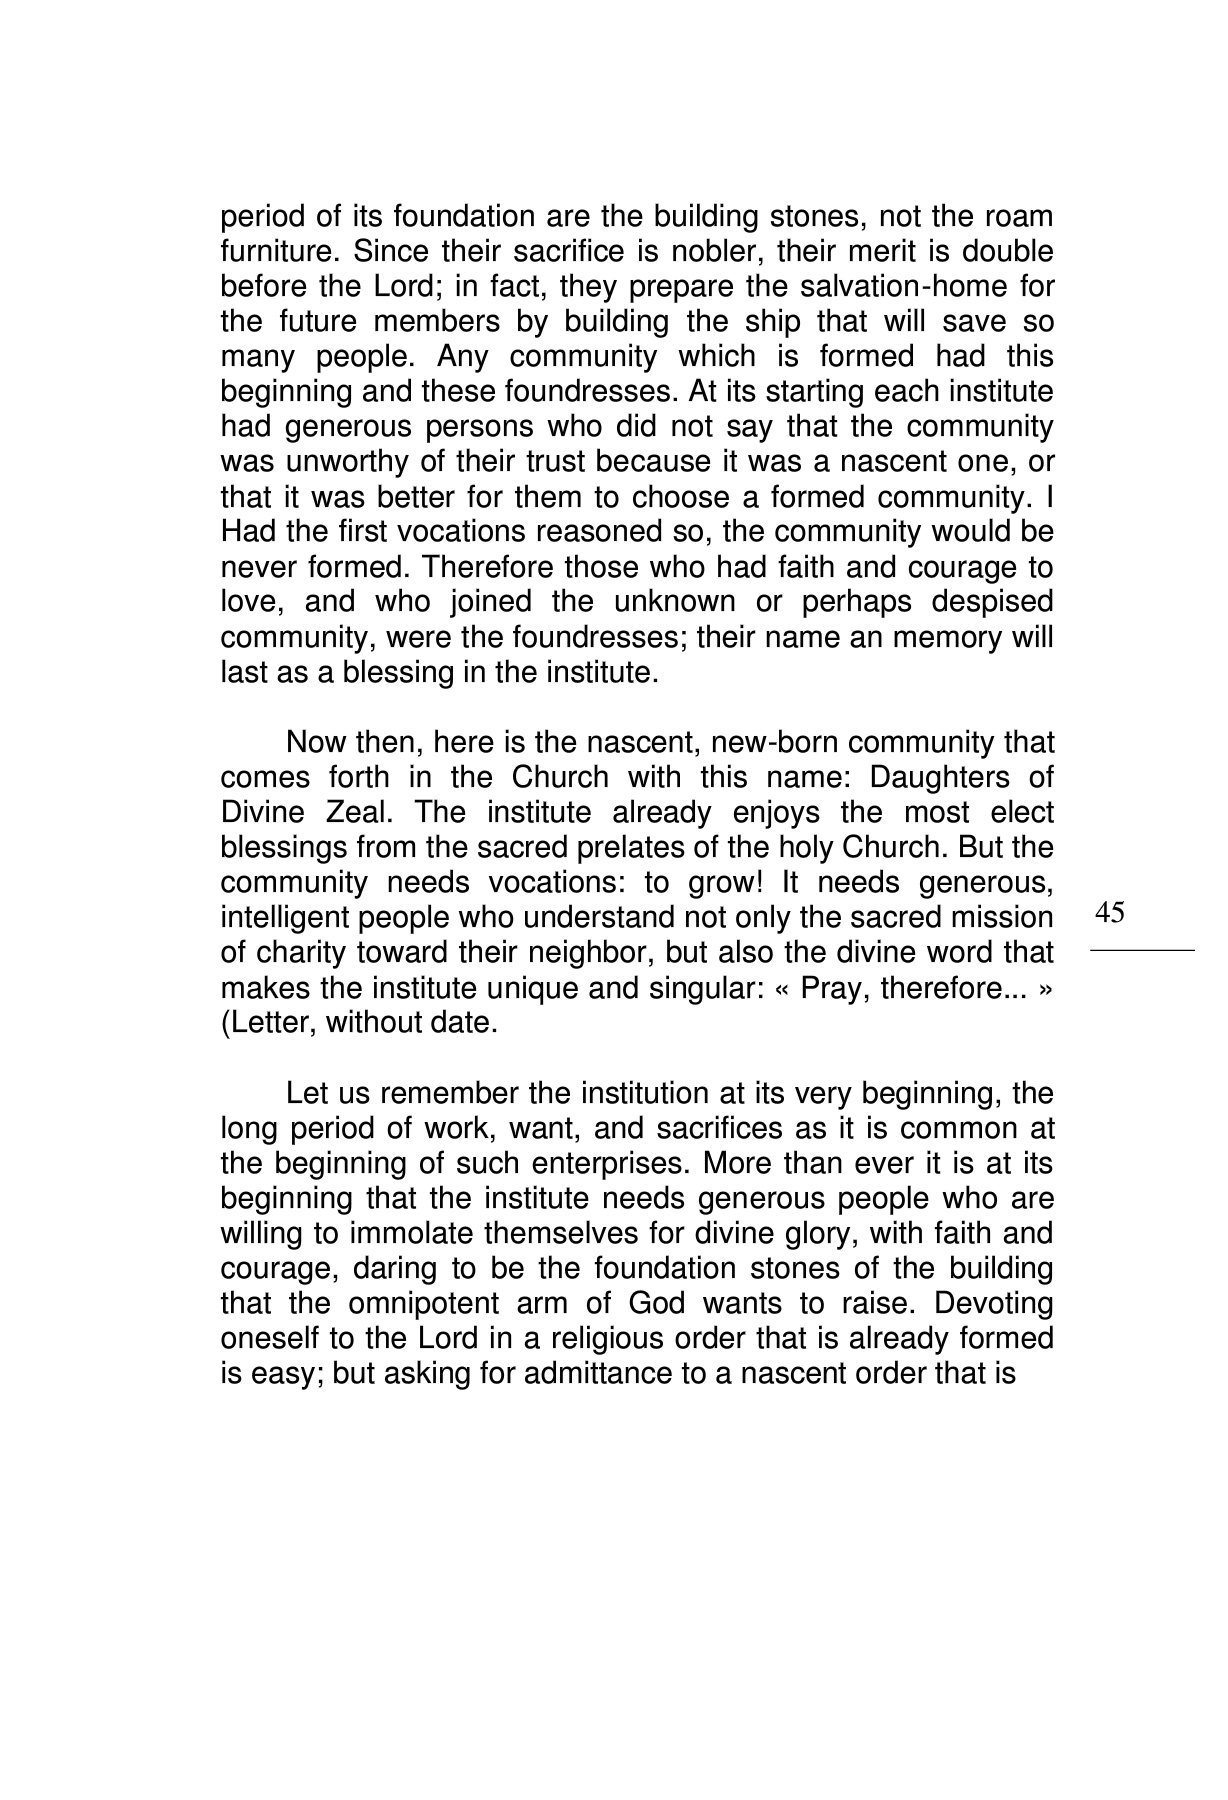 period of its foundation are the building stones, not the roam
furniture. Since their sacrifice is nobler, their merit is double
before the Lord; in fact, they prepare the salvation-home for
the future members by building the ship that will save so
many people. Any community which is formed had this
beginning and these foundresses. At its starting each institute
had generous persons who did not say that the community
was unworthy of their trust because it was a nascent one, or
that it was better for them to choose a formed community. I
Had the first vocations reasoned so, the community would be
never formed. Therefore those who had faith and courage to
love, and who joined the unknown or perhaps despised
community, were the foundresses; their name an memory will
last as a blessing in the institute.
Now then, here is the nascent, new-born community that
comes forth in the Church with this name: Daughters of
Divine Zeal. The institute already enjoys the most elect
blessings from the sacred prelates of the holy Church. But the
community needs vocations: to grow! It needs generous,
intelligent people who understand not only the sacred mission
of charity toward their neighbor, but also the divine word that
makes the institute unique and singular: « Pray, therefore... »
(Letter, without date.
Let us remember the institution at its very beginning, the
long period of work, want, and sacrifices as it is common at
the beginning of such enterprises. More than ever it is at its
beginning that the institute needs generous people who are
willing to immolate themselves for divine glory, with faith and
courage, daring to be the foundation stones of the building
that the omnipotent arm of God wants to raise. Devoting
oneself to the Lord in a religious order that is already formed
is easy; but asking for admittance to a nascent order that is
45